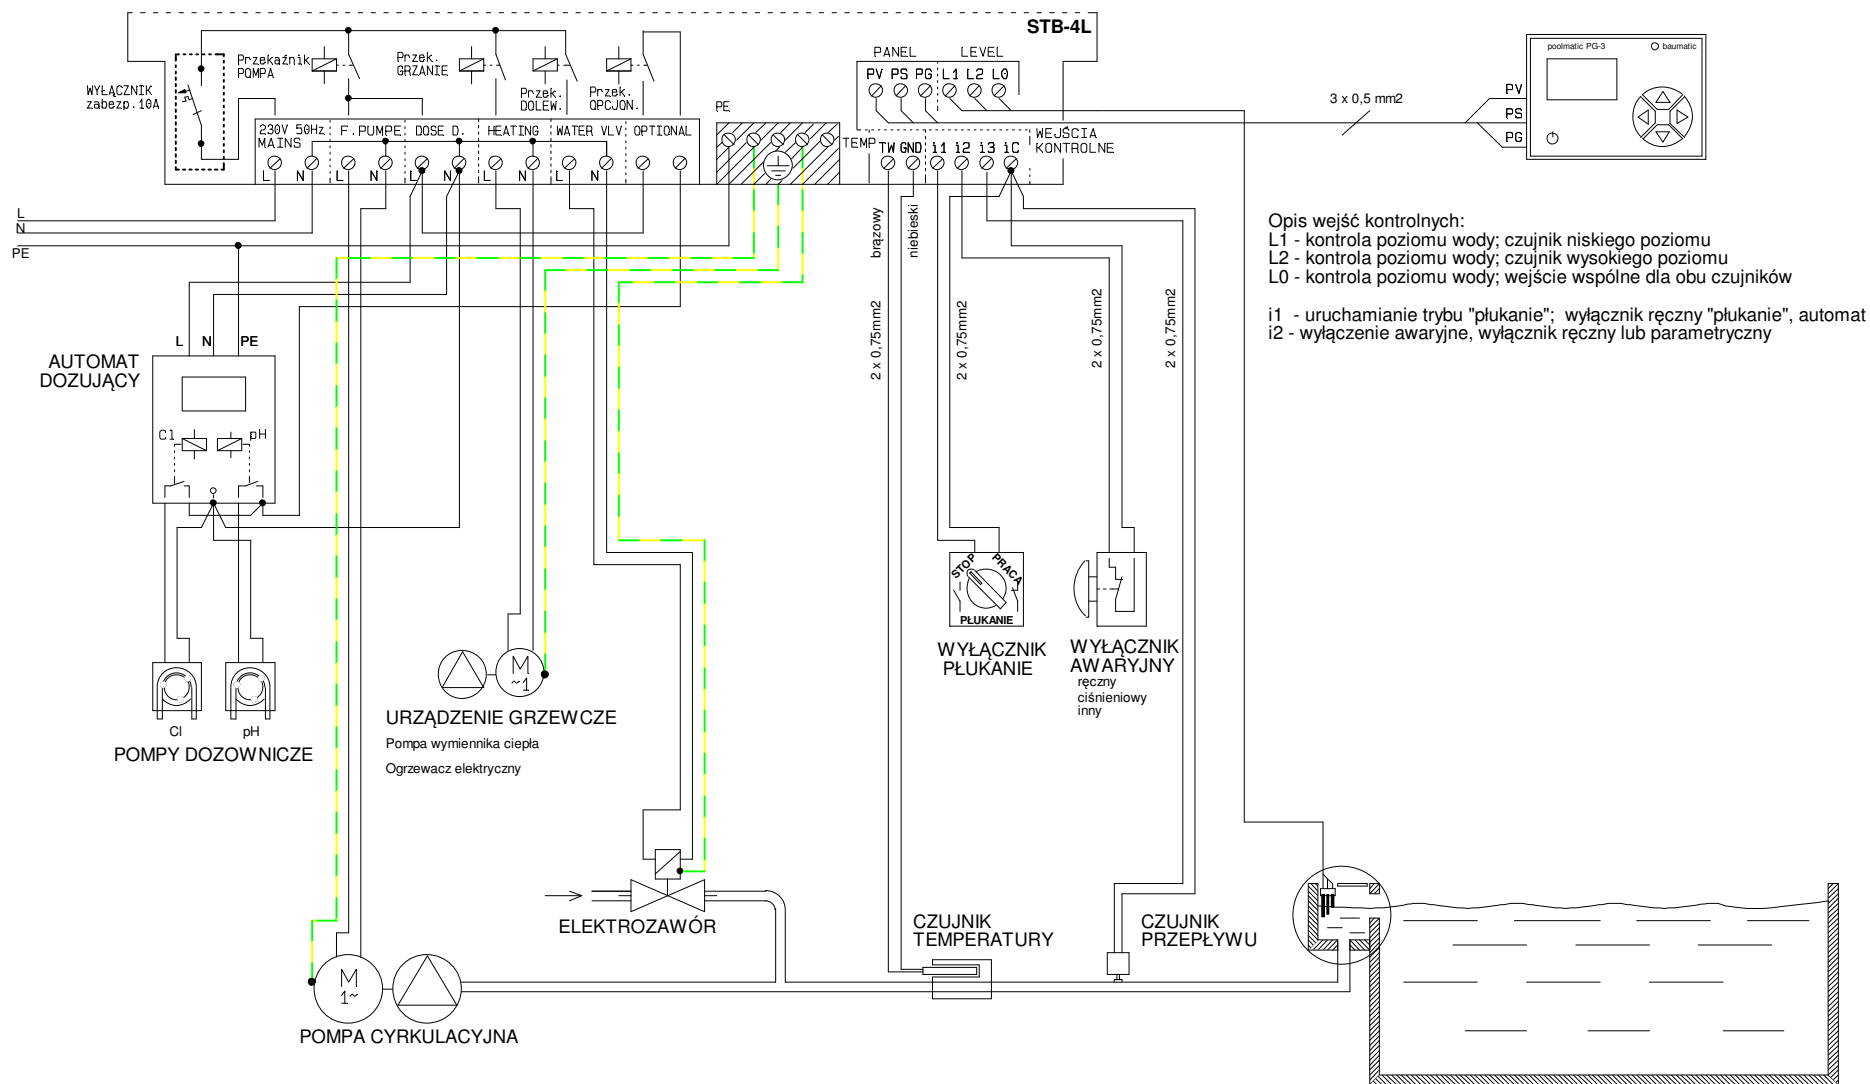 STB-4L
Przekaźnik
POMPA
Przek.
GRZANIE
Przek.
DOLEW.
Przek.
OPCJON.
WYŁĄCZNIK
zabezp.10A
230V 50Hz
MAINS
F.PUMPE
DOSE D.
HEATING
WATER VLV
OPTIONAL
L N L N L N L N L N
PE
PANEL LEVEL
PV PS PG L1 L2 L0
TEMP
TW GND i1 i2 i3 iC
WEJŚCIA
KONTROLNE
3 x 0,5 mm2
poolmatic PG-3
baumatic
PV
PS
PG
L
N
PE
brązowy
niebieski
2 x 0,75mm2
2 x 0,75mm2
2 x 0,75mm2
2 x 0,75mm2
Opis wejść kontrolnych:
L1 - kontrola poziomu wody; czujnik niskiego poziomu
L2 - kontrola poziomu wody; czujnik wysokiego poziomu
L0 - kontrola poziomu wody; wejście wspólne dla obu czujników
i1 - uruchamianie trybu "płukanie"; wyłącznik ręczny "płukanie", automat
i2 - wyłączenie awaryjne, wyłącznik ręczny lub parametryczny
L N PE
AUTOMAT
DOZUJĄCY
Cl pH
Cl pH
POMPY DOZOWNICZE
M
~1
URZĄDZENIE GRZEWCZE
Pompa wymiennika ciepła
Ogrzewacz elektryczny
STOP PRACA
PŁUKANIE
WYŁĄCZNIK
PŁUKANIE
WYŁĄCZNIK
AWARYJNY
ręczny
ciśnieniowy
inny
ELEKTROZAWÓR
CZUJNIK
TEMPERATURY
CZUJNIK
PRZEPŁYWU
M
1~
POMPA CYRKULACYJNA